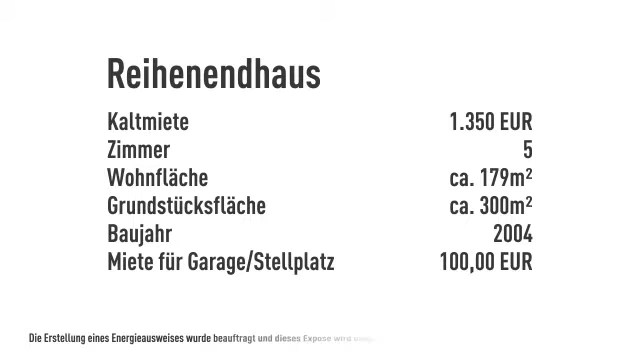 Reihenendhaus
Kaltmiete 1.350 EUR
Zimmer 5
Wohnfläche ca. 179m²
Grundstücksfläche ca. 300m²
Baujahr 2004
Miete für Garage/Stellplatz 100,00 EUR
Die Erstellung eines Energieausweises wurde beauftragt und dieses Expose wird